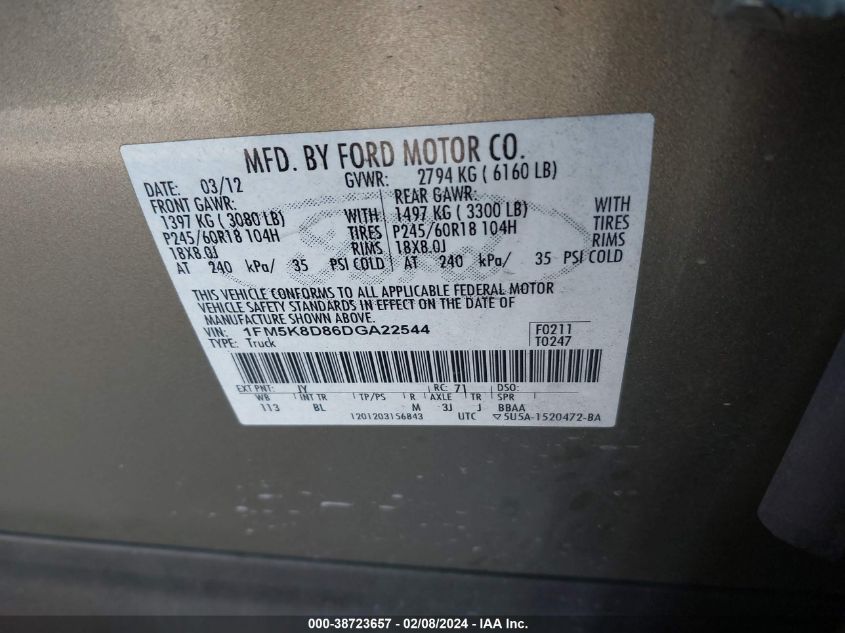 MFD. BY FORD MOTOR CO.
DATE: 03/12 GVWR: 2794 KG ( 6160 LB)
FRONT GAWR: REAR GAWR:
1397 KG ( 3080 LB) WITH 1497 KG ( 3300 LB) WITH
P245/60R18 104H TIRES P245/60R18 104H TIRES
18X8.0J RIMS 18X8.0J RIMS
AT 240 kPa/ 35 PSI COLD AT 240 kPa/ 35 PSI COLD
THIS VEHICLE CONFORMS TO ALL APPLICABLE FEDERAL MOTOR
VEHICLE SAFETY STANDARDS IN EFFECT ON THE DATE OF
MANUFACTURE SHOWN ABOVE.
VIN: 1FM5K8D86DGA22544 F0211
TYPE: Truck T0247
EXT PNT: JY RC: 71 DSO:
WB INT TR TP/PS R AXLE TR SPR
113 BL M 3J J BBAA
1201203156843 UTC ▽5U5A-1520472-BA
000-38723657 - 02/08/2024 - IAA Inc.